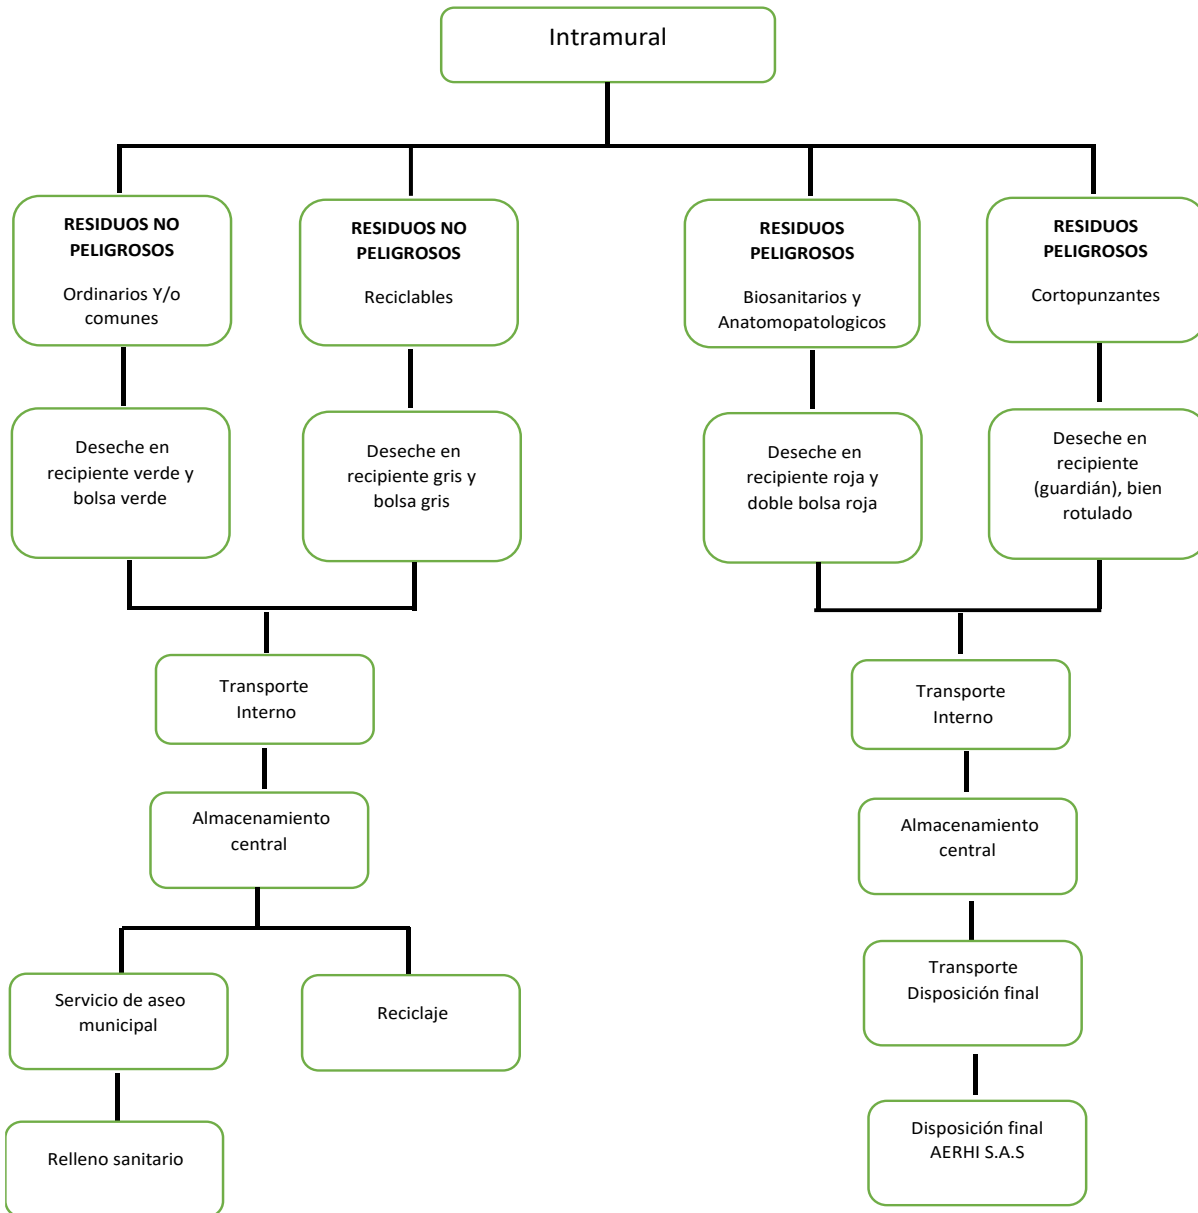 Intramural
RESIDUOS NO
PELIGROSOS
Ordinarios Y/o
comunes
RESIDUOS NO
PELIGROSOS
Reciclables
RESIDUOS
PELIGROSOS
Biosanitarios y
Anatomopatologicos
RESIDUOS
PELIGROSOS
Cortopunzantes
Deseche en
recipiente verde y
bolsa verde
Deseche en
recipiente gris y
bolsa gris
Deseche en
recipiente roja y
doble bolsa roja
Deseche en
recipiente
(guardián), bien
rotulado
Transporte
Interno
Transporte
Interno
Almacenamiento
central
Almacenamiento
central
Servicio de aseo
municipal
Reciclaje
Transporte
Disposición final
Relleno sanitario
Disposición final
AERHI S.A.S